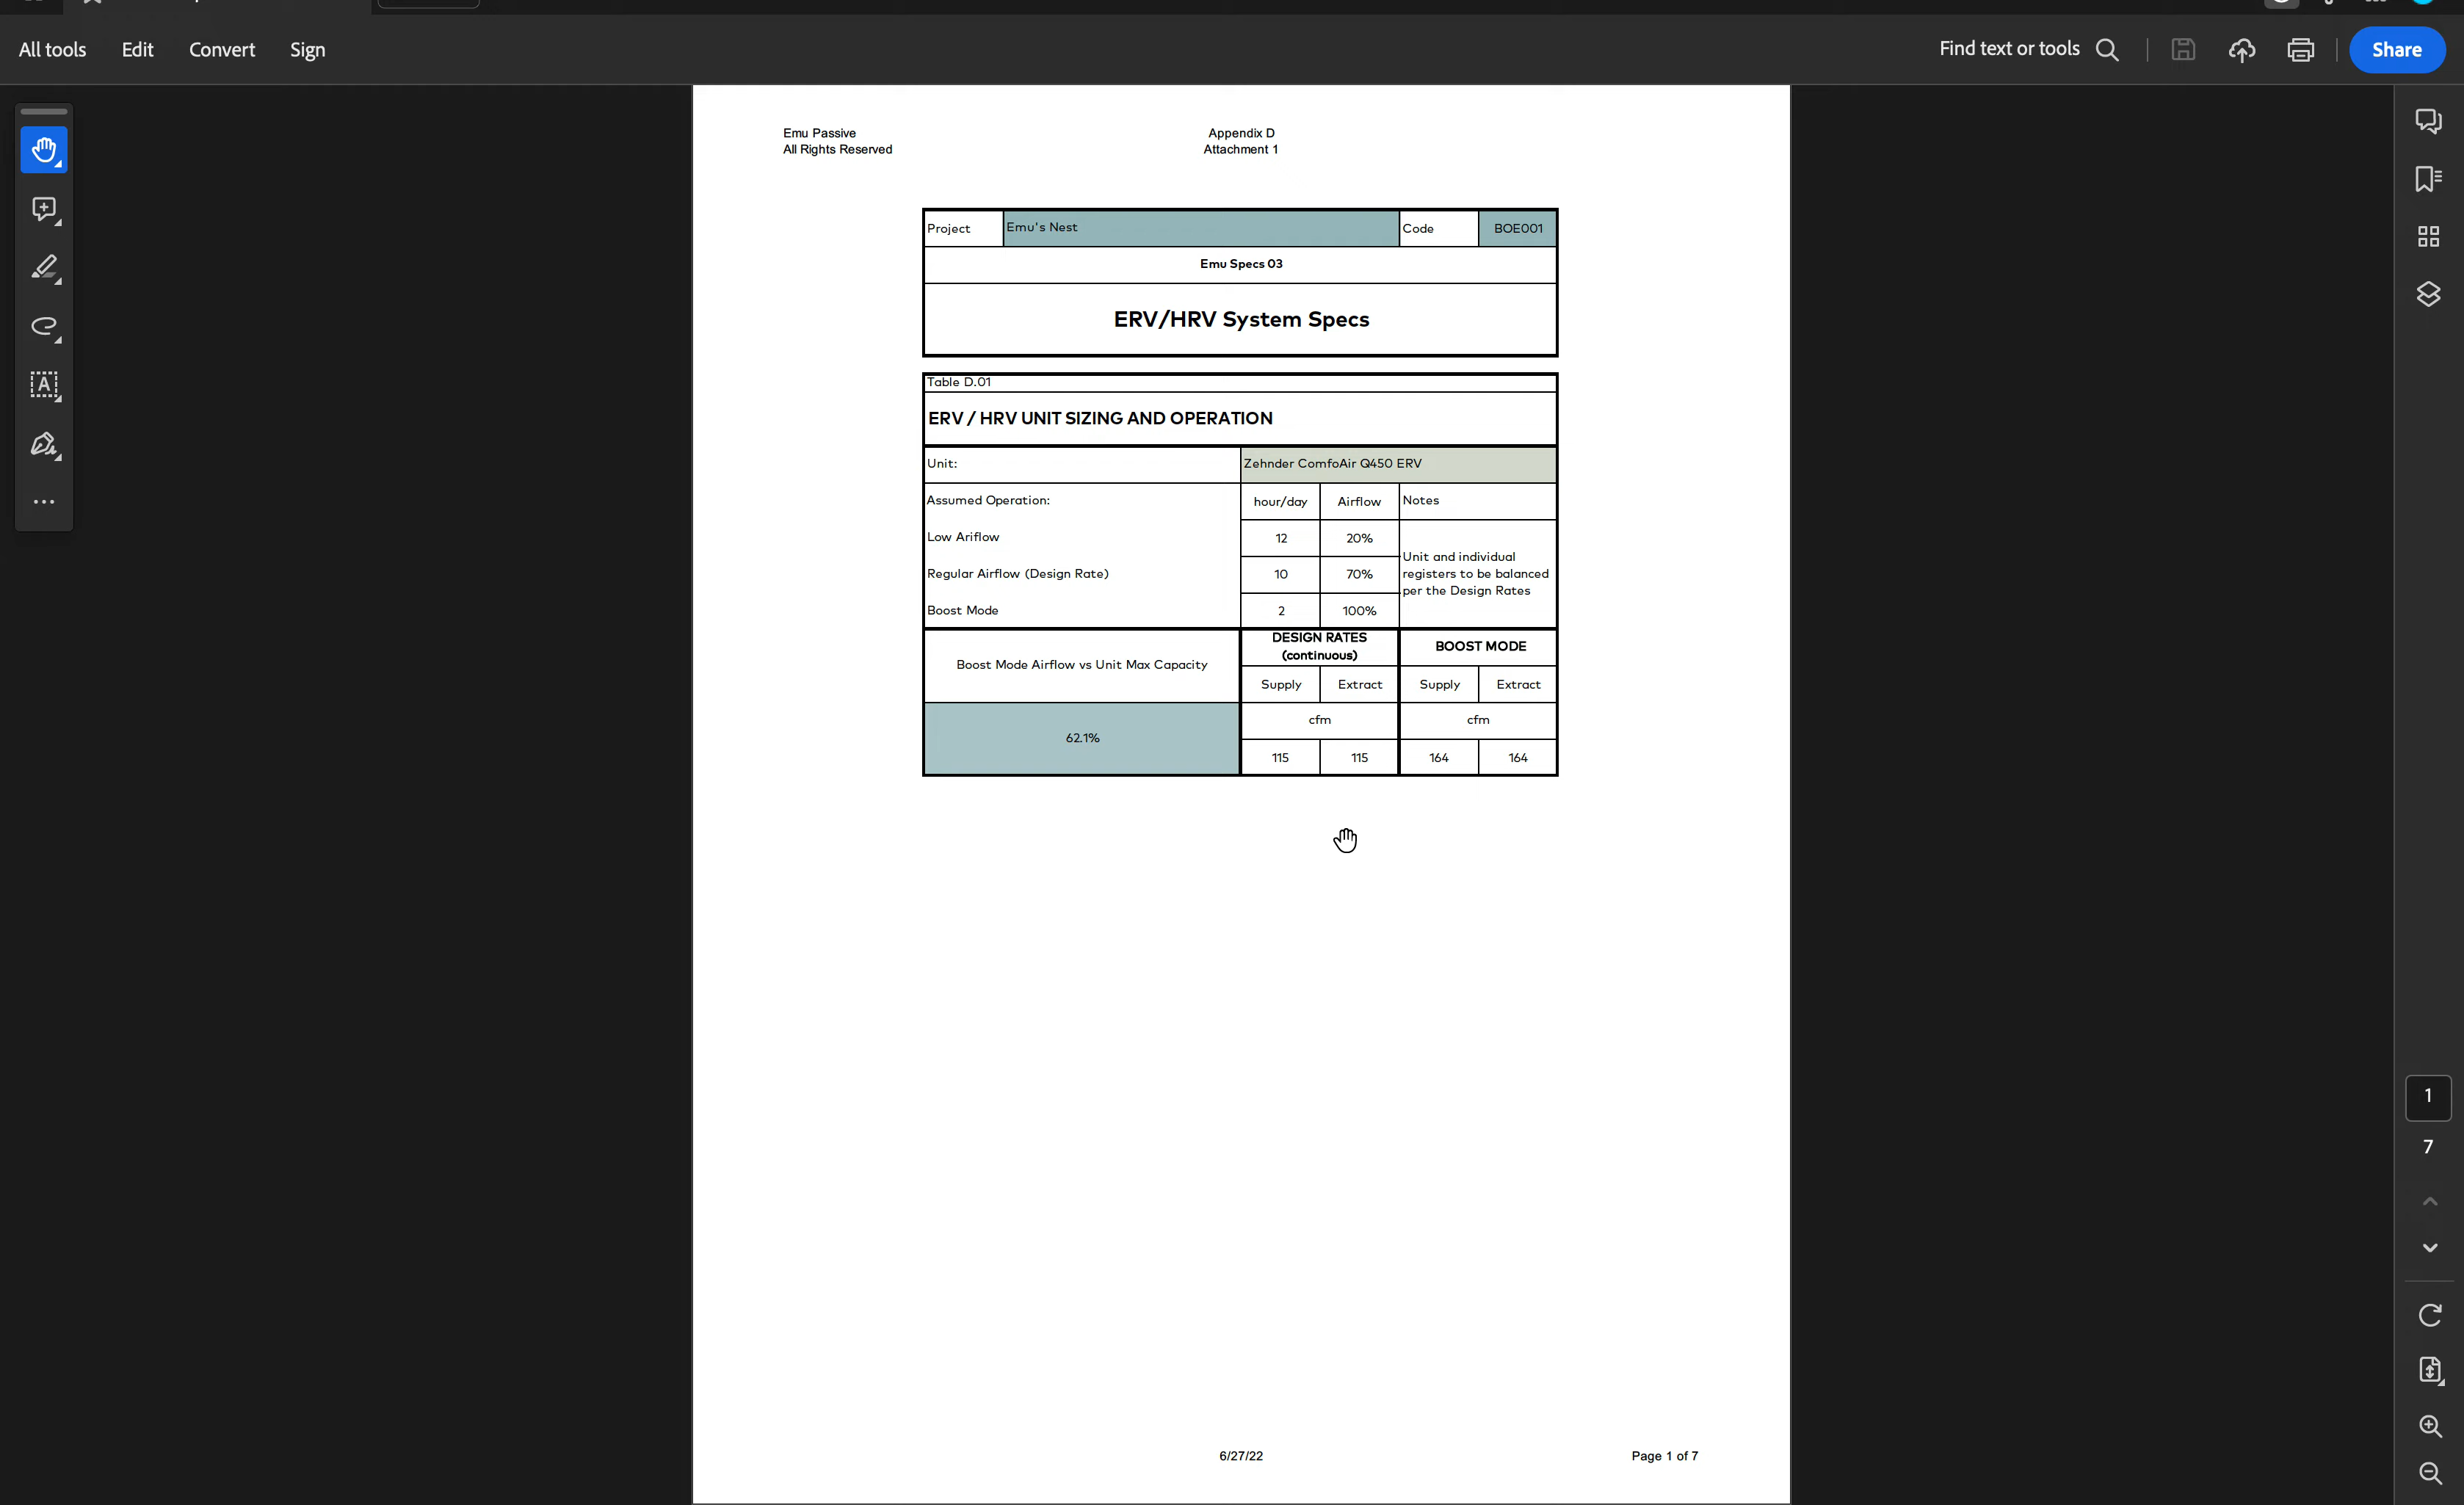 All tools Edit Convert Sign Find text or tools Share
Emu Passive Appendix D
All Rights Reserved Attachment 1
Project Emu's Nest Code BOE001
Emu Specs 03
ERV/HRV System Specs
Table D.01
ERV / HRV UNIT SIZING AND OPERATION
Unit: Zehnder ComfoAir Q450 ERV
Assumed Operation: hour/day Airflow Notes
Low Ariflow 12 20%
Regular Airflow (Design Rate) 10 70%
Boost Mode 2 100%
Unit and individual
registers to be balanced
per the Design Rates
Boost Mode Airflow vs Unit Max Capacity
DESIGN RATES
(continuous)
BOOST MODE
Supply Extract Supply Extract
cfm cfm
62.1%
115 115 164 164
6/27/22 Page 1 of 7
1
7